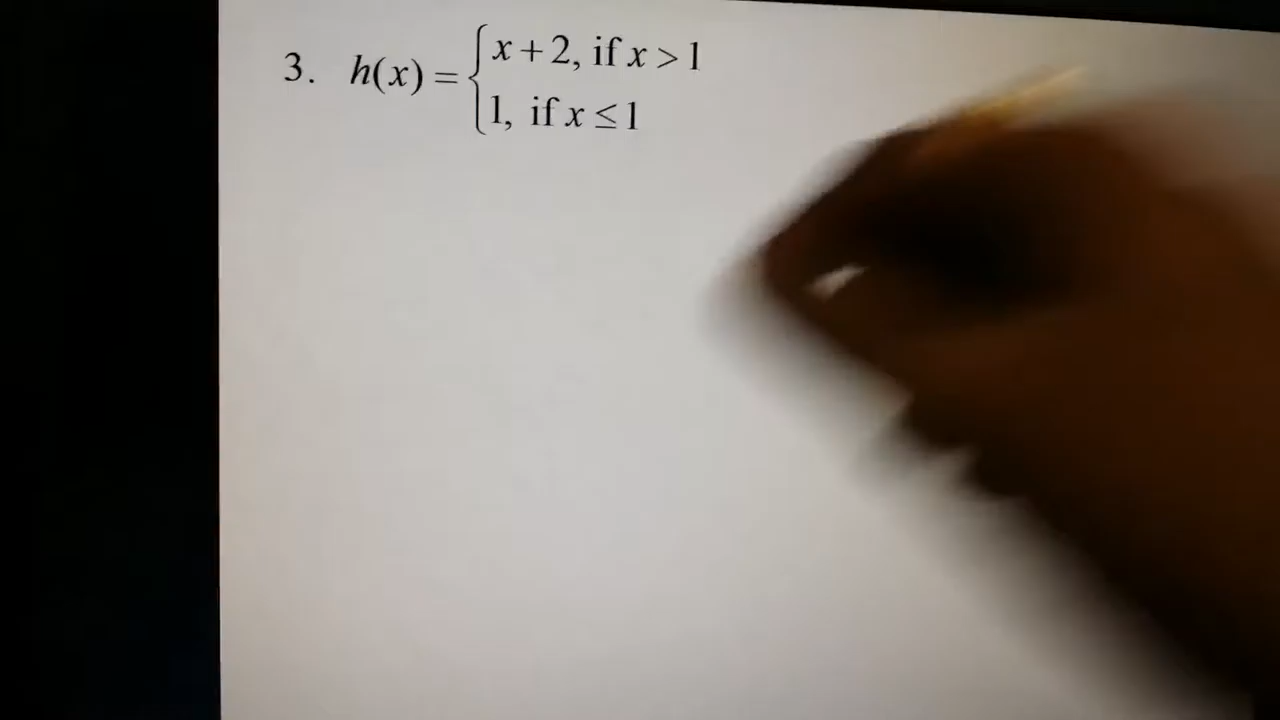 3. h(x) = { x + 2, if x > 1
1, if x ≤ 1